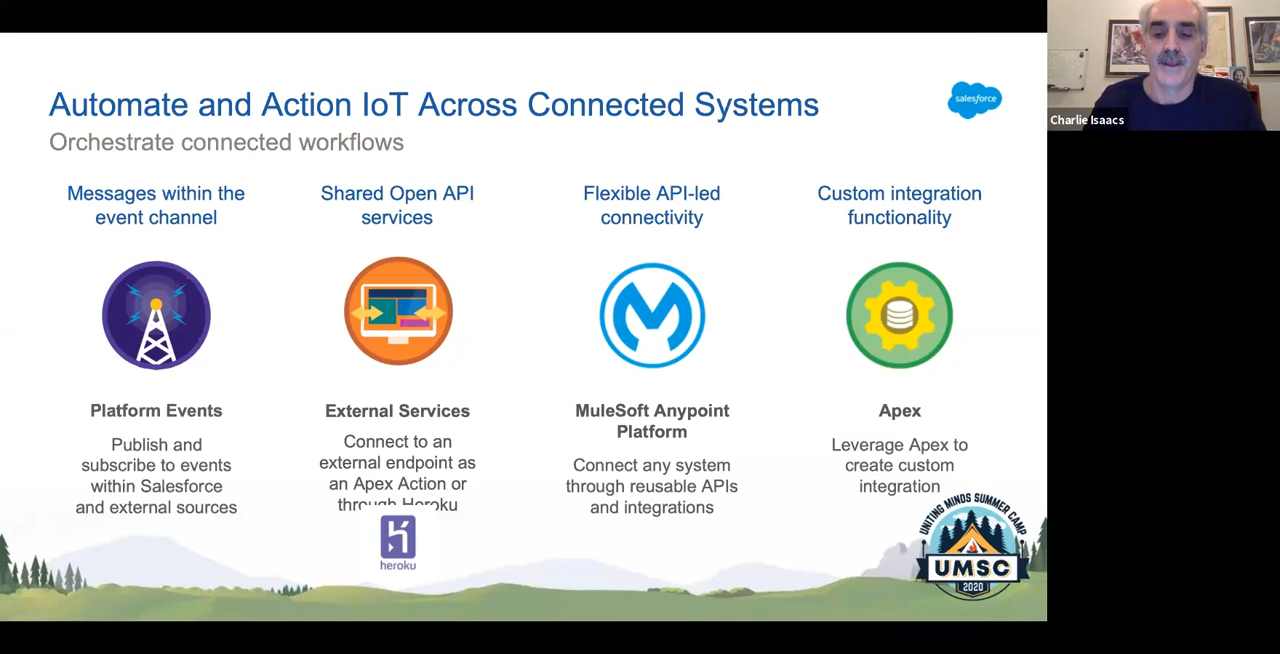 Automate and Action IoT Across Connected Systems
salesforce
Orchestrate connected workflows
Messages within the
event channel
Shared Open API
services
Flexible API-led
connectivity
Custom integration
functionality
Platform Events
Publish and
subscribe to events
within Salesforce
and external sources
External Services
Connect to an
external endpoint as
an Apex Action or
through Heroku
heroku
MuleSoft Anypoint
Platform
Connect any system
through reusable APIs
and integrations
Apex
Leverage Apex to
create custom
integration
UNITING MINDS SUMMER CAMP
UMSC
2020
Charlie Isaacs